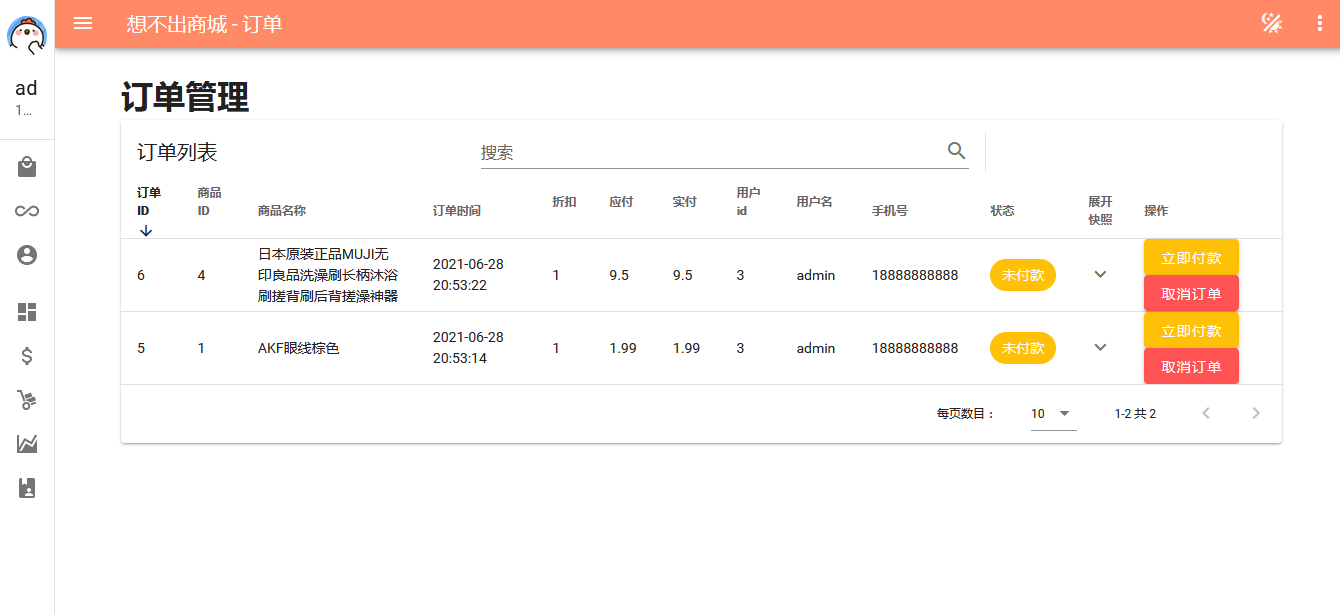 想不出商城 - 订单
ad
1...
订单管理
订单列表
搜索
订单 ID
商品 ID
商品名称
订单时间
折扣
应付
实付
用户 id
用户名
手机号
状态
展开 快照
操作
6
4
日本原装正品MUJI无
印良品洗澡刷长柄沐浴
刷搓背刷后背搓澡神器
2021-06-28
20:53:22
1
9.5
9.5
3
admin
18888888888
未付款
立即付款
取消订单
5
1
AKF眼线棕色
2021-06-28
20:53:14
1
1.99
1.99
3
admin
18888888888
未付款
立即付款
取消订单
每页数目：
10
1-2 共 2